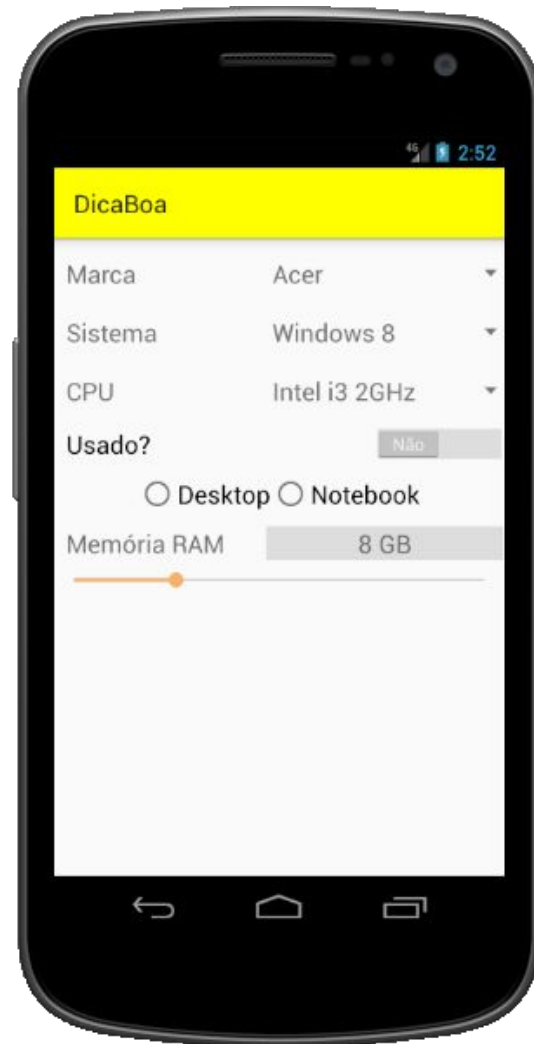 4G 2:52
DicaBoa
Marca Acer
Sistema Windows 8
CPU Intel i3 2GHz
Usado? Não
Desktop Notebook
Memória RAM 8 GB